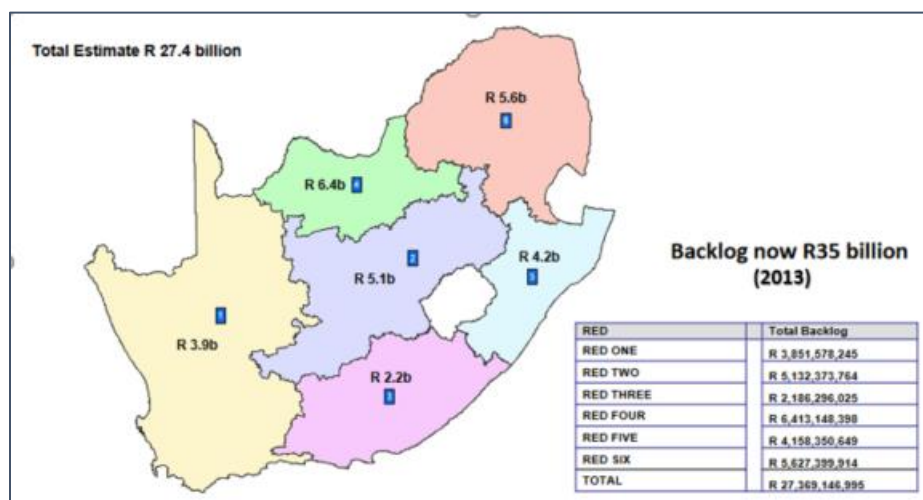 Total Estimate R 27.4 billion
R 5.6b
6
R 6.4b
4
R 4.2b
5
2
R 5.1b
1
R 3.9b
R 2.2b
3
Backlog now R35 billion
(2013)
RED Total Backlog
RED ONE R 3,851,578,245
RED TWO R 5,132,373,764
RED THREE R 2,186,296,025
RED FOUR R 6,413,148,398
RED FIVE R 4,158,350,649
RED SIX R 5,627,399,914
TOTAL R 27,369,146,995